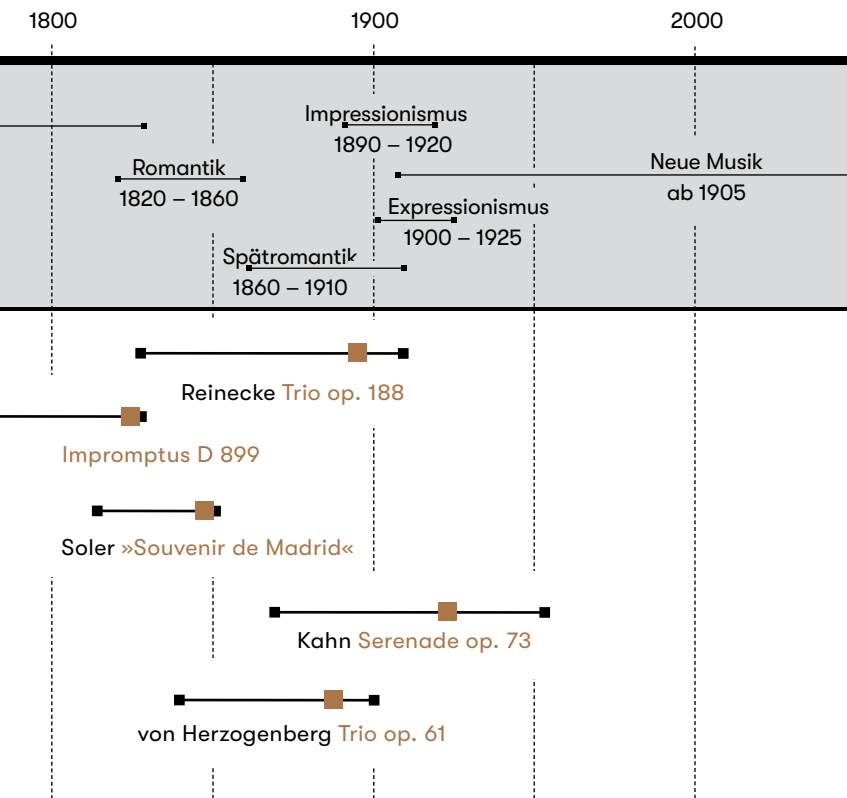 1800 1900 2000
Impressionismus
1890 – 1920
Romantik
1820 – 1860
Neue Musik
ab 1905
Expressionismus
1900 – 1925
Spätromantik
1860 – 1910
Reinecke Trio op. 188
Impromptus D 899
Soler »Souvenir de Madrid«
Kahn Serenade op. 73
von Herzogenberg Trio op. 61